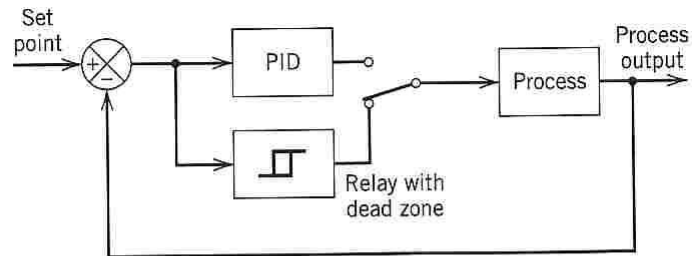 Set
point
+
−
PID
Relay with
dead zone
Process
Process
output